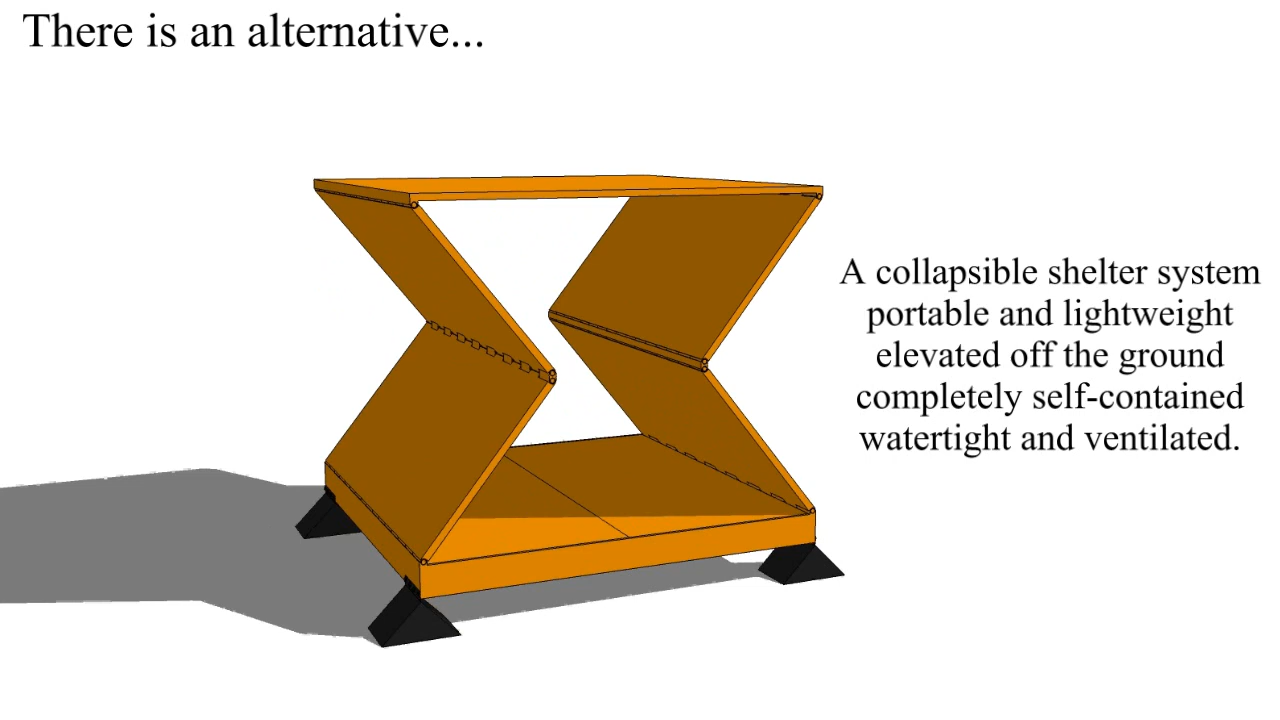 There is an alternative...
A collapsible shelter system
portable and lightweight
elevated off the ground
completely self-contained
watertight and ventilated.